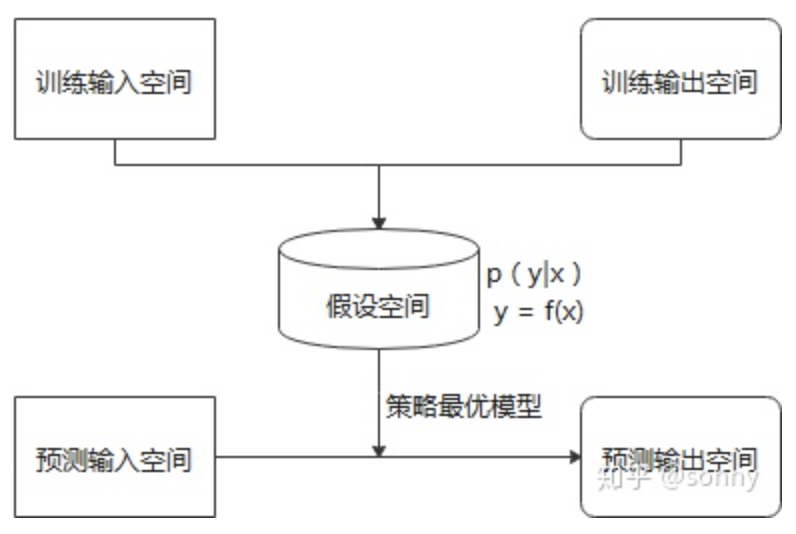 训练输入空间
训练输出空间
假设空间
p ( y|x )
y = f(x)
策略最优模型
预测输入空间
预测输出空间
知乎 @sonny